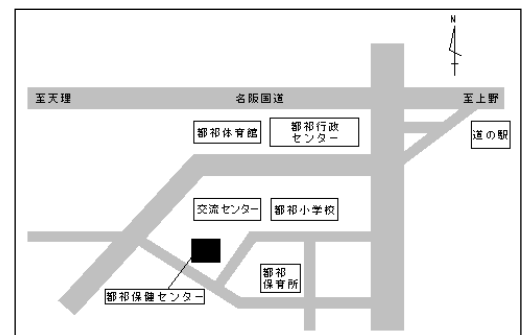 N
至天理
名阪国道
至上野
都祁体育館
都祁行政
センター
道の駅
交流センター
都祁小学校
都祁
保育所
都祁保健センター